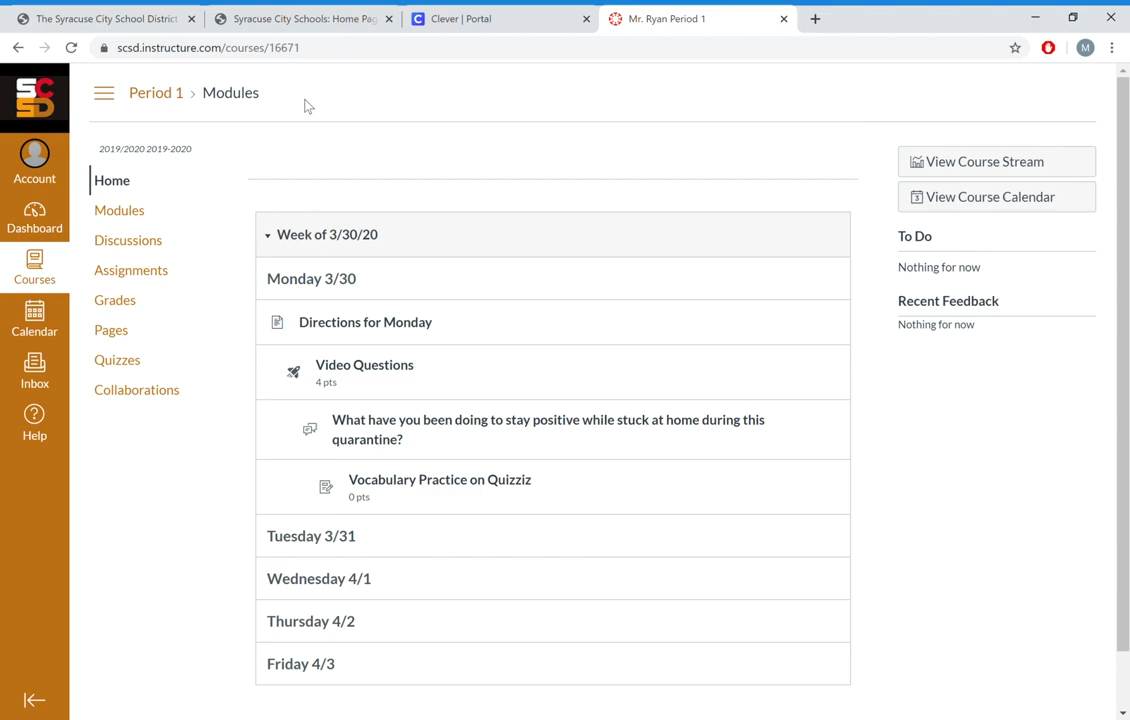 The Syracuse City School District
Syracuse City Schools: Home Pag
Clever | Portal
Mr. Ryan Period 1
scsd.instructure.com/courses/16671
M
SC
SD
Period 1 > Modules
2019/2020 2019-2020
Account
Dashboard
Courses
Calendar
Inbox
Help
Home
Modules
Discussions
Assignments
Grades
Pages
Quizzes
Collaborations
Week of 3/30/20
Monday 3/30
Directions for Monday
Video Questions
4 pts
What have you been doing to stay positive while stuck at home during this
quarantine?
Vocabulary Practice on Quizziz
0 pts
Tuesday 3/31
Wednesday 4/1
Thursday 4/2
Friday 4/3
View Course Stream
View Course Calendar
To Do
Nothing for now
Recent Feedback
Nothing for now